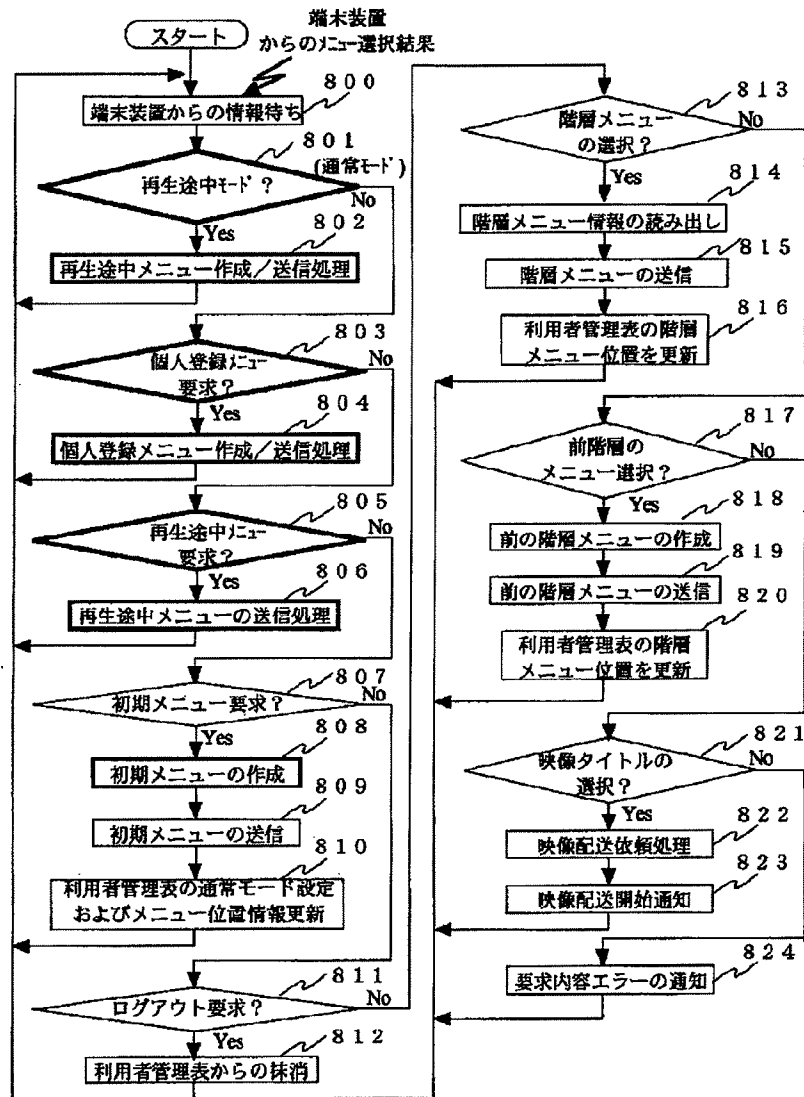 スタート
端末装置
からのメニュー選択結果
800
端末装置からの情報待ち
801
(通常モード)
再生途中モード?
No
Yes
802
再生途中メニュー作成/送信処理
803
個人登録メニュー
要求?
No
Yes
804
個人登録メニュー作成/送信処理
805
再生途中メニュー
要求?
No
Yes
806
再生途中メニューの送信処理
807
初期メニュー要求?
No
Yes
808
初期メニューの作成
809
初期メニューの送信
810
利用者管理表の通常モード設定
およびメニュー位置情報更新
811
ログアウト要求?
No
Yes
812
利用者管理表からの抹消
813
階層メニュー
の選択?
No
Yes
814
階層メニュー情報の読み出し
815
階層メニューの送信
816
利用者管理表の階層
メニュー位置を更新
817
前階層の
メニュー選択?
No
Yes
818
前の階層メニューの作成
819
前の階層メニューの送信
820
利用者管理表の階層
メニュー位置を更新
821
映像タイトルの
選択?
No
Yes
822
映像配送依頼処理
823
映像配送開始通知
824
要求内容エラーの通知